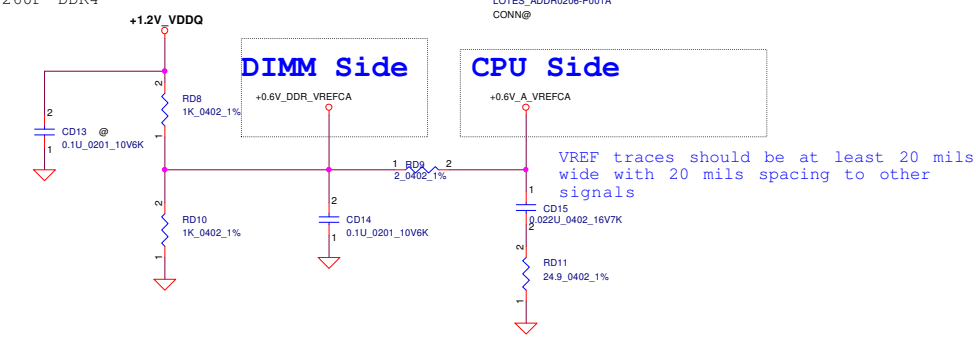 +1.2V_VDDQ
LOTES_ADDR0206-P001A
CONN@
DIMM Side
CPU Side
+0.6V_DDR_VREFCA
+0.6V_A_VREFCA
2
RD8
1K_0402_1%
1
2
CD13 @
0.1U_0201_10V6K
1
1 RD9 2
2_0402_1%
VREF traces should be at least 20 mils
wide with 20 mils spacing to other
signals
2
RD10
1K_0402_1%
1
2
CD14
0.1U_0201_10V6K
1
1
CD15
0.022U_0402_16V7K
2
2
RD11
24.9_0402_1%
1